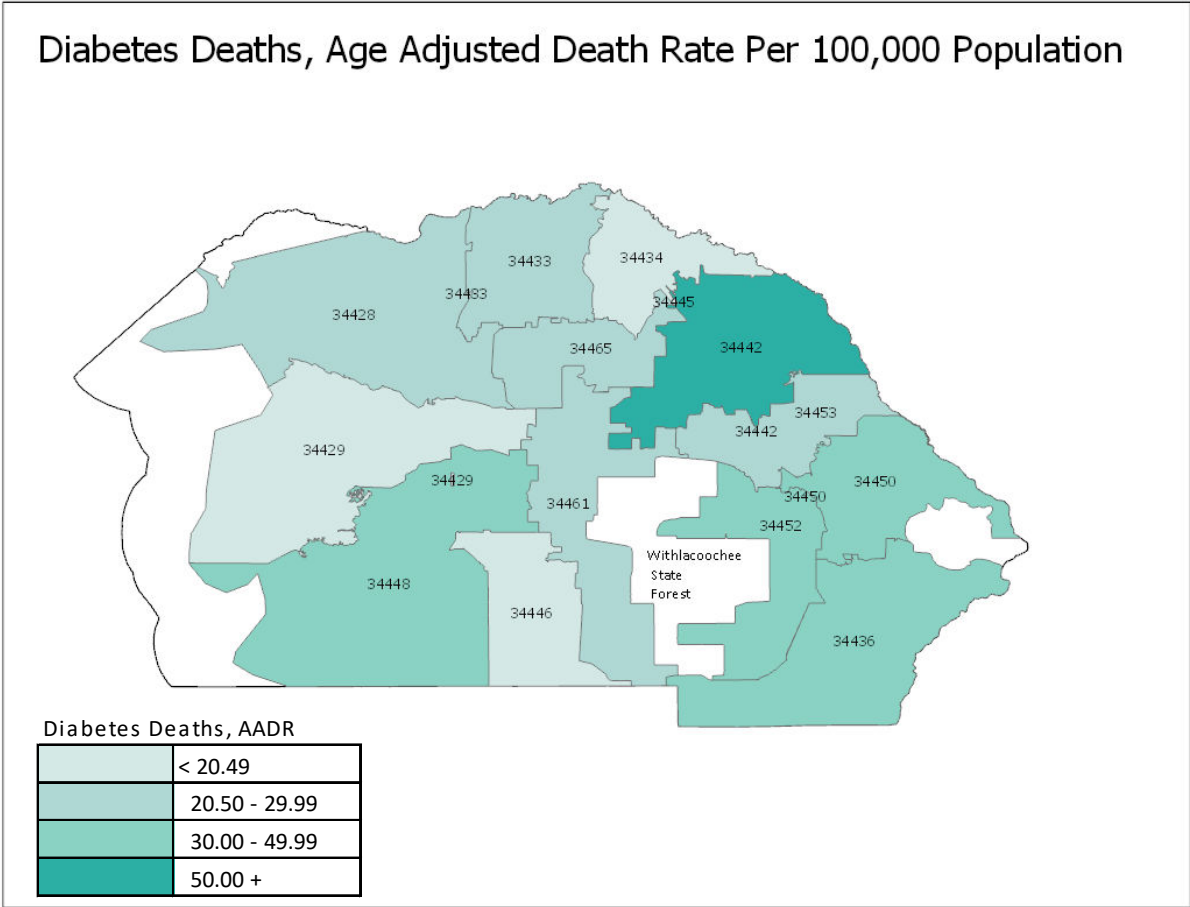 Diabetes Deaths, Age Adjusted Death Rate Per 100,000 Population
34433
34434
34433
34445
34428
34465
34442
34453
34442
34429
34429
34450
34450
34461
34452
Withlacoochee
State
Forest
34448
34446
34436
Diabetes Deaths, AADR
< 20.49
20.50 - 29.99
30.00 - 49.99
50.00 +